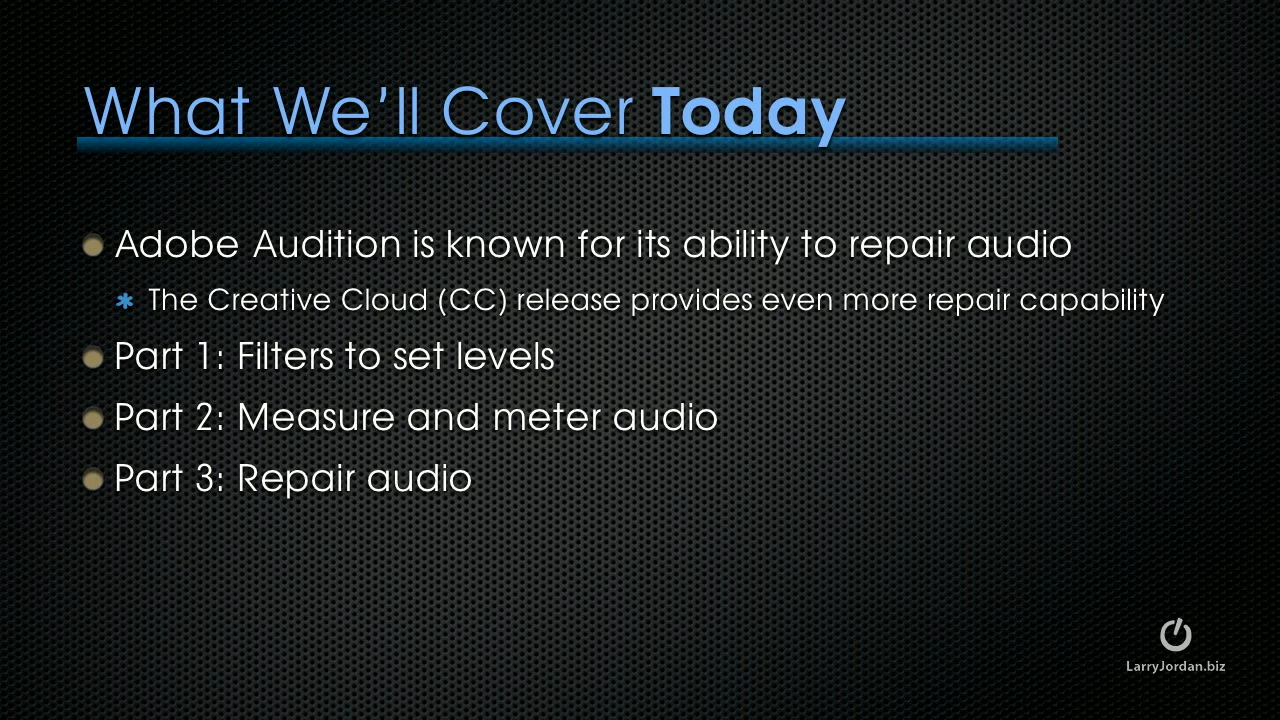 What We'll Cover Today
Adobe Audition is known for its ability to repair audio
The Creative Cloud (CC) release provides even more repair capability
Part 1: Filters to set levels
Part 2: Measure and meter audio
Part 3: Repair audio
LarryJordan.biz